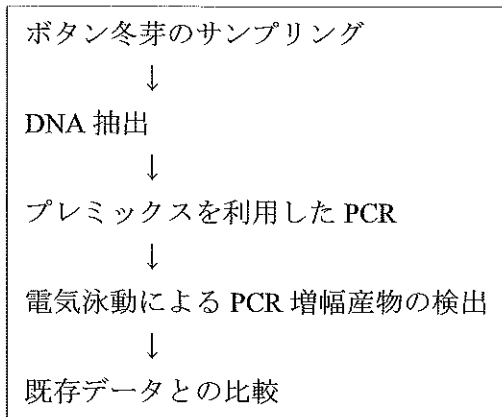 ボタン冬芽のサンプリング
↓
DNA 抽出
↓
プレミックスを利用した PCR
↓
電気泳動による PCR 増幅産物の検出
↓
既存データとの比較